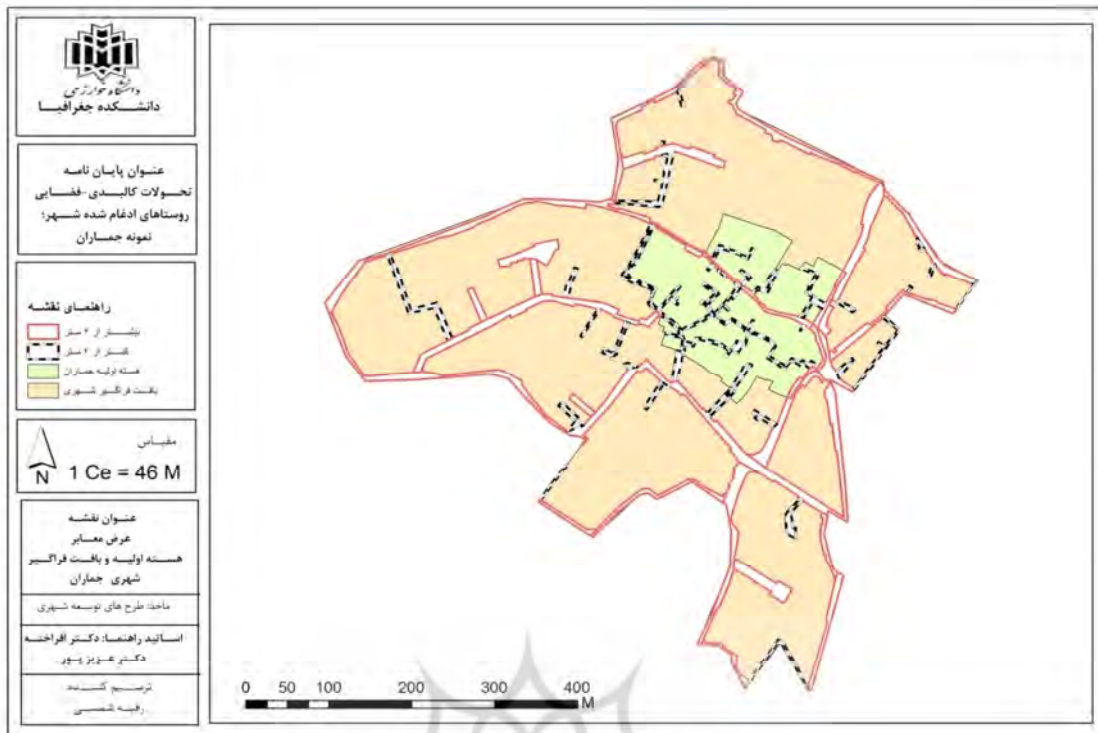 دانشگاه خوارزمی
دانشکده جغرافیا
عنوان پایان نامه
تحولات کالبدی-فضایی
روستاهای ادغام شده شهر:
نمونه جماران
راهنمای نقشه
بیشتر از ۴ متر
کمتر از ۴ متر
هسته اولیه جماران
بافت فراگیر شهری
مقیاس
N
1 Ce = 46 M
عنوان نقشه
عرض معابر
هسته اولیه و بافت فراگیر
شهری جماران
ماخذ: طرح های توسعه شهری
اساتید راهنما: دکتر افراخته
دکتر عزیزپور
ترسیم کننده
شمسی
0 50 100 200 300 400
M